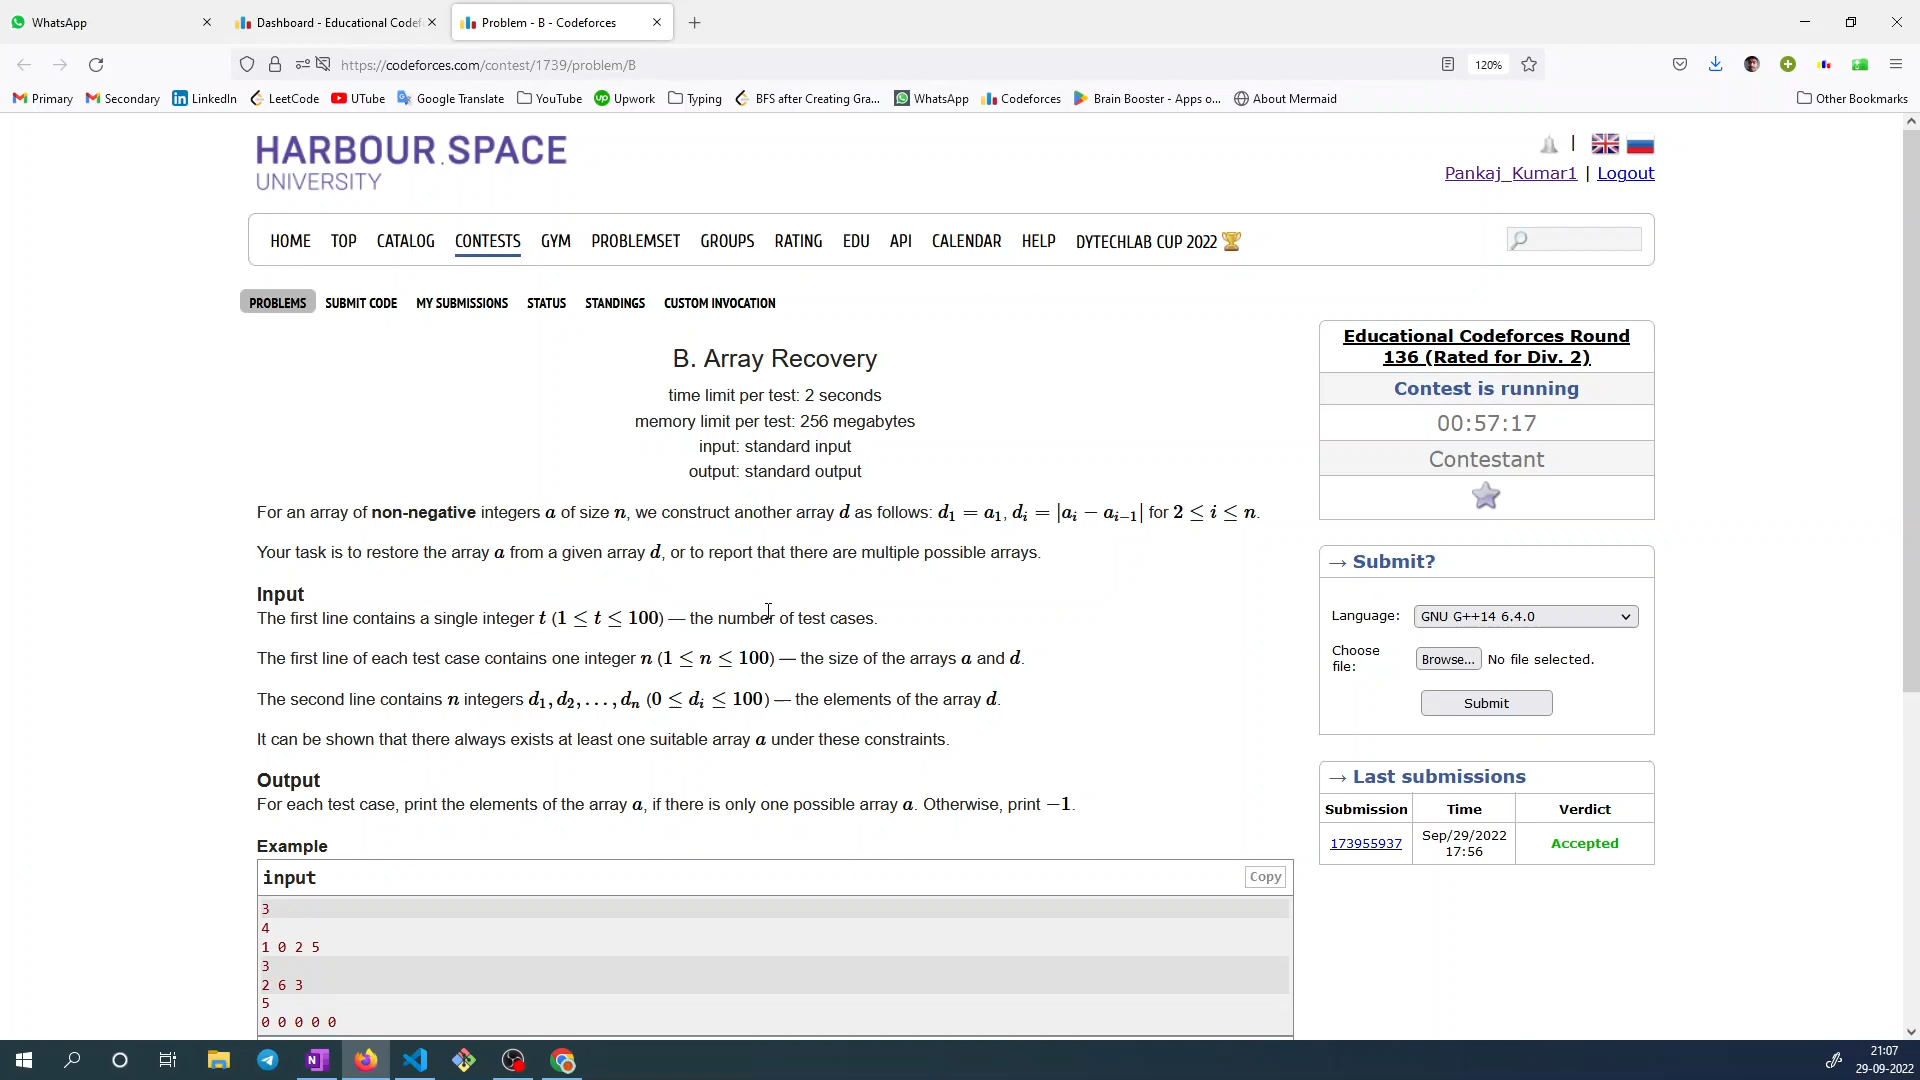 WhatsApp
Dashboard - Educational Codef
Problem - B - Codeforces
https://codeforces.com/contest/1739/problem/B
120%
Primary
Secondary
LinkedIn
LeetCode
UTube
Google Translate
YouTube
Upwork
Typing
BFS after Creating Gra...
WhatsApp
Codeforces
Brain Booster - Apps o...
About Mermaid
Other Bookmarks
HARBOUR.SPACE
UNIVERSITY
|
Pankaj_Kumar1 | Logout
HOME TOP CATALOG CONTESTS GYM PROBLEMSET GROUPS RATING EDU API CALENDAR HELP DYTECHLAB CUP 2022
PROBLEMS SUBMIT CODE MY SUBMISSIONS STATUS STANDINGS CUSTOM INVOCATION
B. Array Recovery
time limit per test: 2 seconds
memory limit per test: 256 megabytes
input: standard input
output: standard output
For an array of non-negative integers a of size n, we construct another array d as follows: d₁ = a₁, dᵢ = |aᵢ − aᵢ₋₁| for 2 ≤ i ≤ n.
Your task is to restore the array a from a given array d, or to report that there are multiple possible arrays.
Input
The first line contains a single integer t (1 ≤ t ≤ 100) — the number of test cases.
The first line of each test case contains one integer n (1 ≤ n ≤ 100) — the size of the arrays a and d.
The second line contains n integers d₁, d₂, . . . , dₙ (0 ≤ dᵢ ≤ 100) — the elements of the array d.
It can be shown that there always exists at least one suitable array a under these constraints.
Output
For each test case, print the elements of the array a, if there is only one possible array a. Otherwise, print −1.
Example
input
Copy
3
4
1 0 2 5
3
2 6 3
5
0 0 0 0 0
Educational Codeforces Round
136 (Rated for Div. 2)
Contest is running
00:57:17
Contestant
→ Submit?
Language: GNU G++14 6.4.0
Choose
file: Browse... No file selected.
Submit
→ Last submissions
Submission Time Verdict
173955937 Sep/29/2022
17:56 Accepted
21:07
29-09-2022